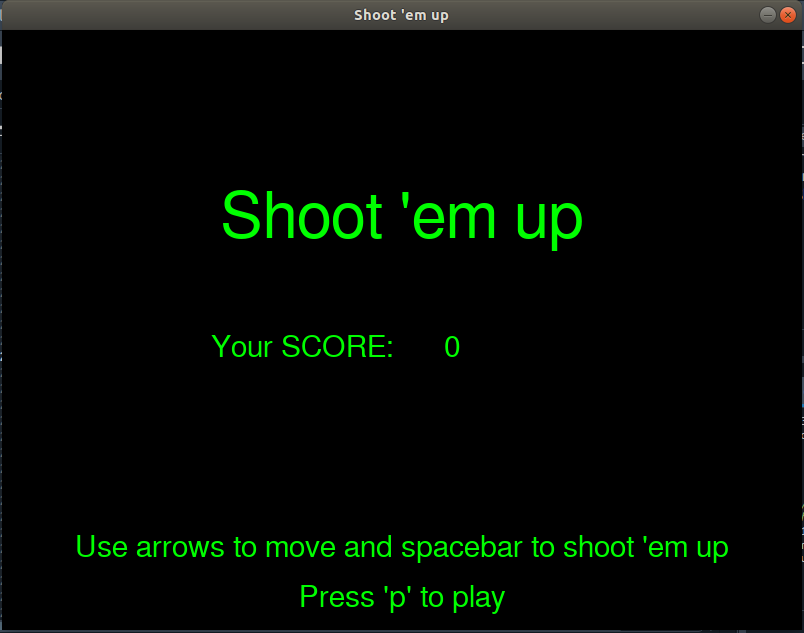 Shoot 'em up
Shoot 'em up
Your SCORE: 0
Use arrows to move and spacebar to shoot 'em up
Press 'p' to play